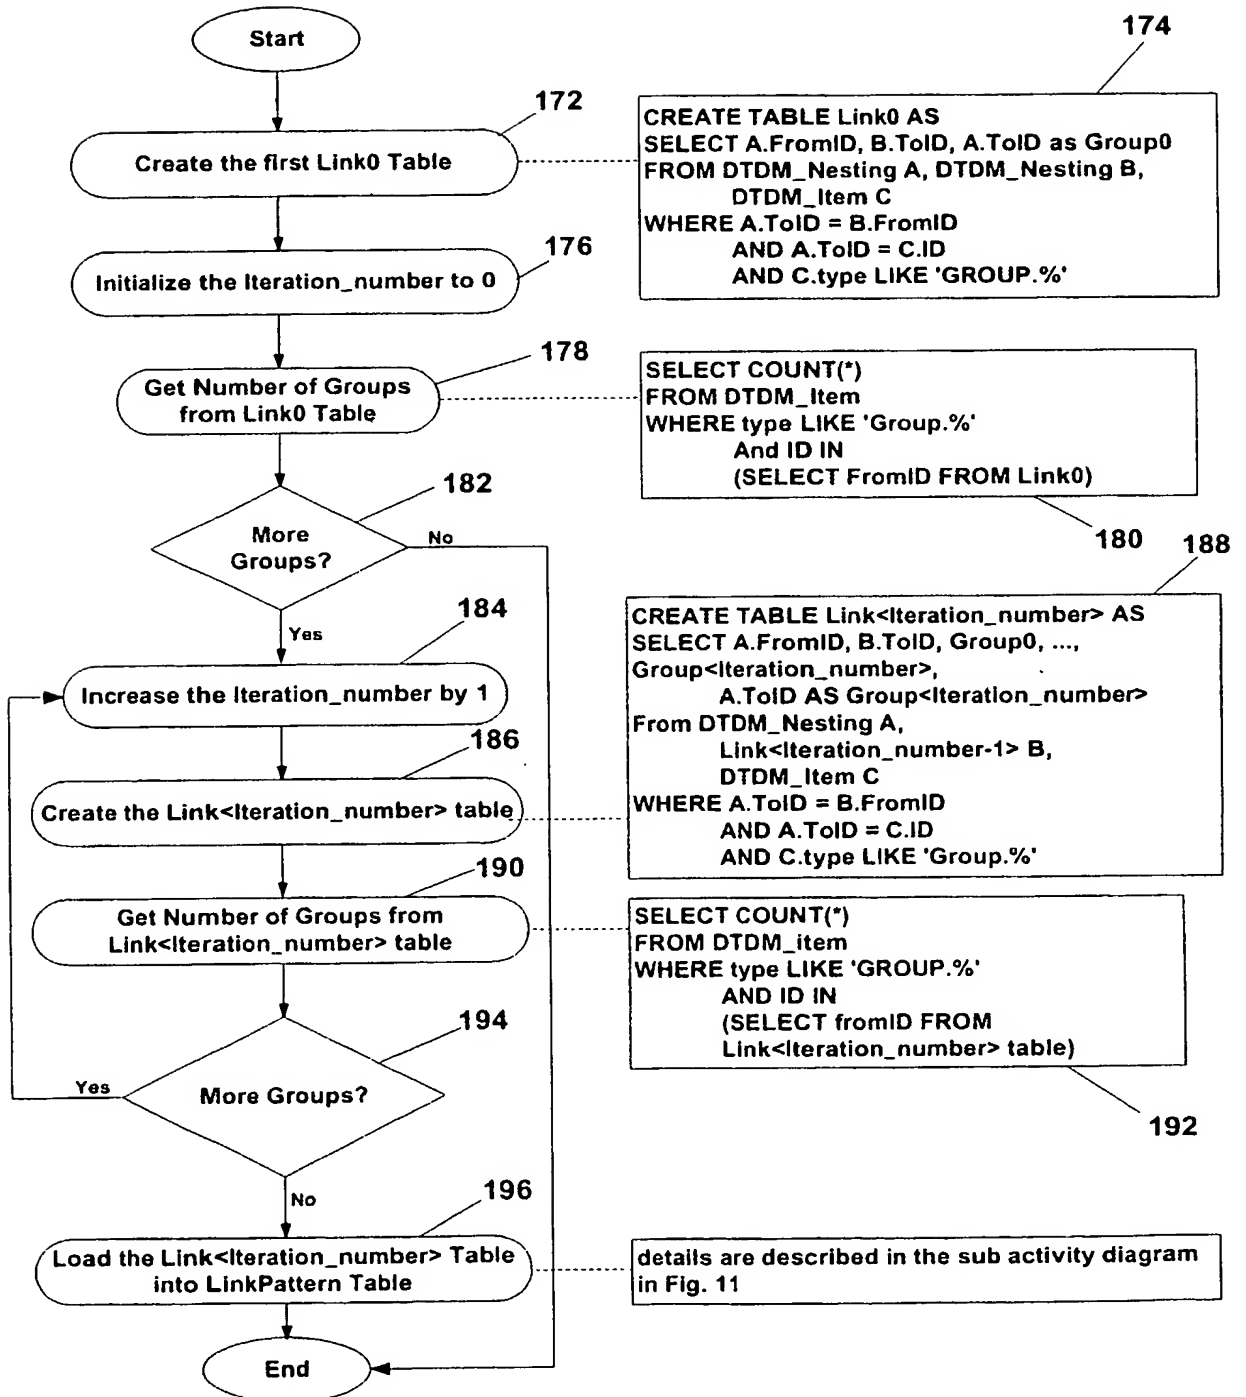 Start
174
172
CREATE TABLE Link0 AS
SELECT A.FromID, B.ToID, A.ToID as Group0
FROM DTDM_Nesting A, DTDM_Nesting B,
DTDM_Item C
WHERE A.ToID = B.FromID
AND A.ToID = C.ID
AND C.type LIKE 'GROUP.%'
Create the first Link0 Table
176
Initialize the Iteration_number to 0
178
Get Number of Groups
from Link0 Table
SELECT COUNT(*)
FROM DTDM_Item
WHERE type LIKE 'Group.%'
And ID IN
(SELECT FromID FROM Link0)
180
182
More
Groups?
No
Yes
188
184
Increase the Iteration_number by 1
CREATE TABLE Link<Iteration_number> AS
SELECT A.FromID, B.ToID, Group0, ...,
Group<Iteration_number>,
A.ToID AS Group<Iteration_number>
From DTDM_Nesting A,
Link<Iteration_number-1> B,
DTDM_Item C
WHERE A.ToID = B.FromID
AND A.ToID = C.ID
AND C.type LIKE 'Group.%'
186
Create the Link<Iteration_number> table
190
Get Number of Groups from
Link<Iteration_number> table
SELECT COUNT(*)
FROM DTDM_item
WHERE type LIKE 'GROUP.%'
AND ID IN
(SELECT fromID FROM
Link<Iteration_number> table)
192
194
Yes
More Groups?
No
196
Load the Link<Iteration_number> Table
into LinkPattern Table
details are described in the sub activity diagram
in Fig. 11
End